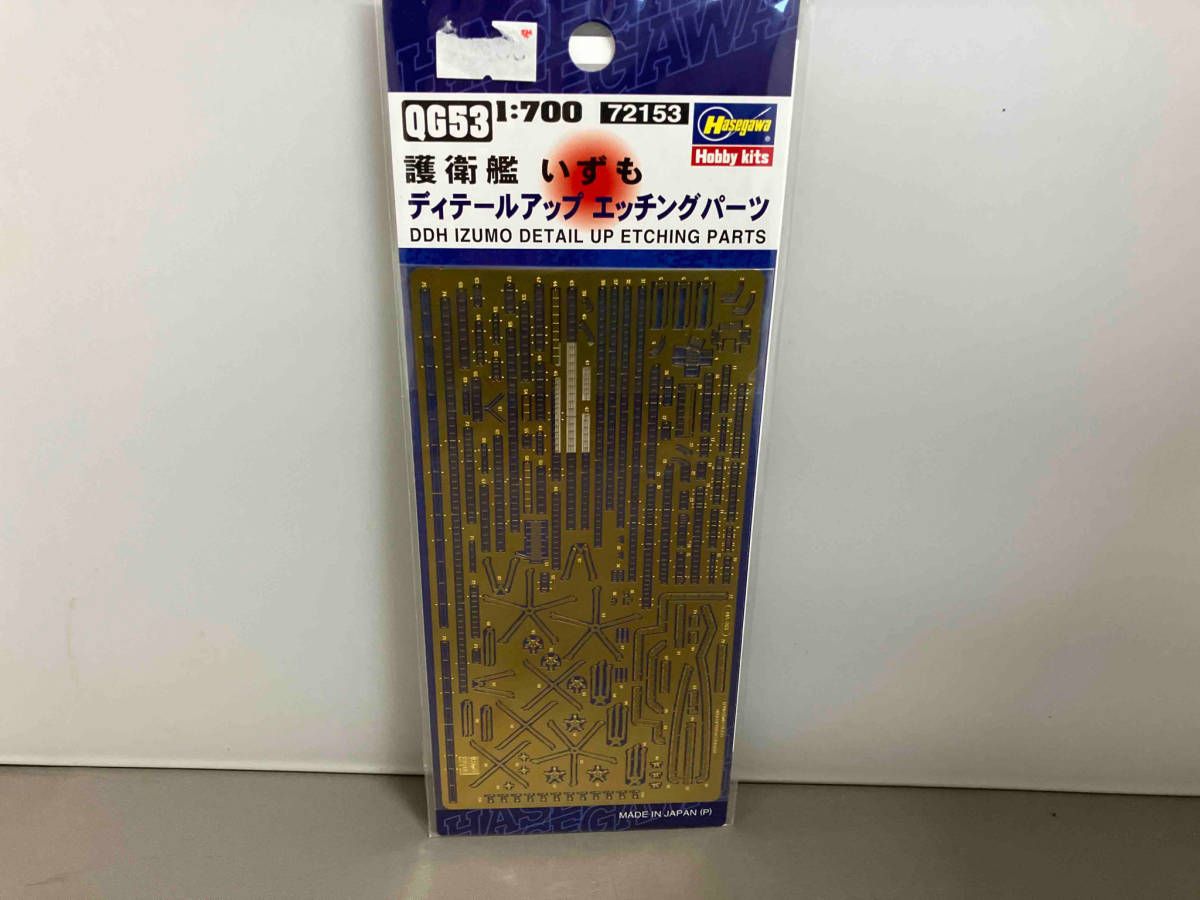 HASEGAWA
HASEGAWA
QG53
1:700
72153
Hasegawa
Hobby kits
護衛艦 いずも
ディテールアップ エッチングパーツ
DDH IZUMO DETAIL UP ETCHING PARTS
MADE IN JAPAN (P)
HASEGAWA